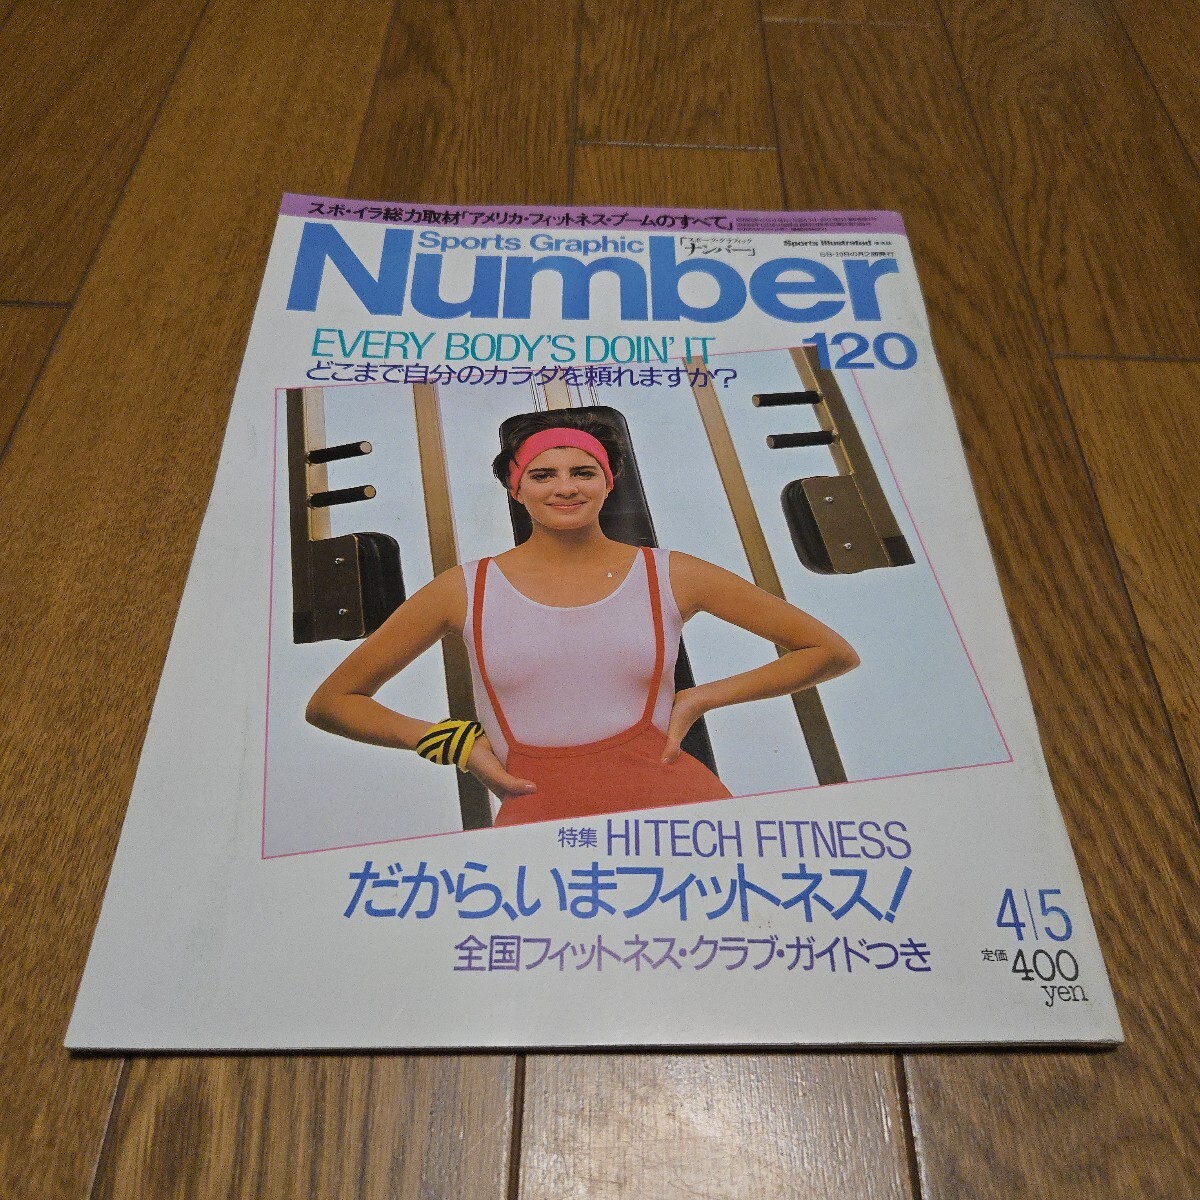 スポ・イラ総力取材「アメリカ・フィットネス・ブームのすべて」
Sports Graphic
「スポーツ・グラフィック
ナンバー」
Sports Illustrated
Number
120
EVERY BODY'S DOIN' IT
どこまで自分のカラダを頼れますか?
特集 HITECH FITNESS
だから、いまフィットネス!
全国フィットネス・クラブ・ガイドつき
4/5
定価400
yen